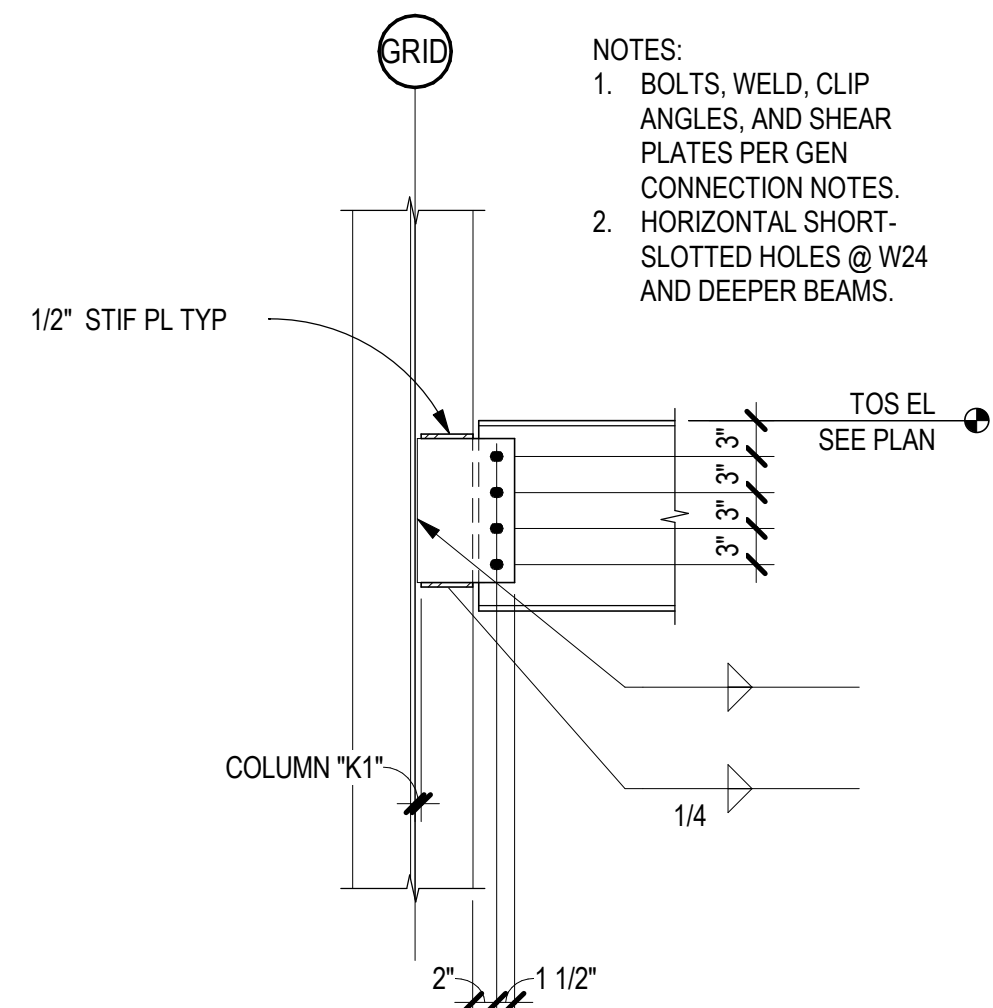 GRID
NOTES:
1. BOLTS, WELD, CLIP
ANGLES, AND SHEAR
PLATES PER GEN
CONNECTION NOTES.
2. HORIZONTAL SHORT-
SLOTTED HOLES @ W24
AND DEEPER BEAMS.
1/2" STIF PL TYP
TOS EL
SEE PLAN
3"
3"
3"
3"
COLUMN "K1"
1/4
2"
1 1/2"